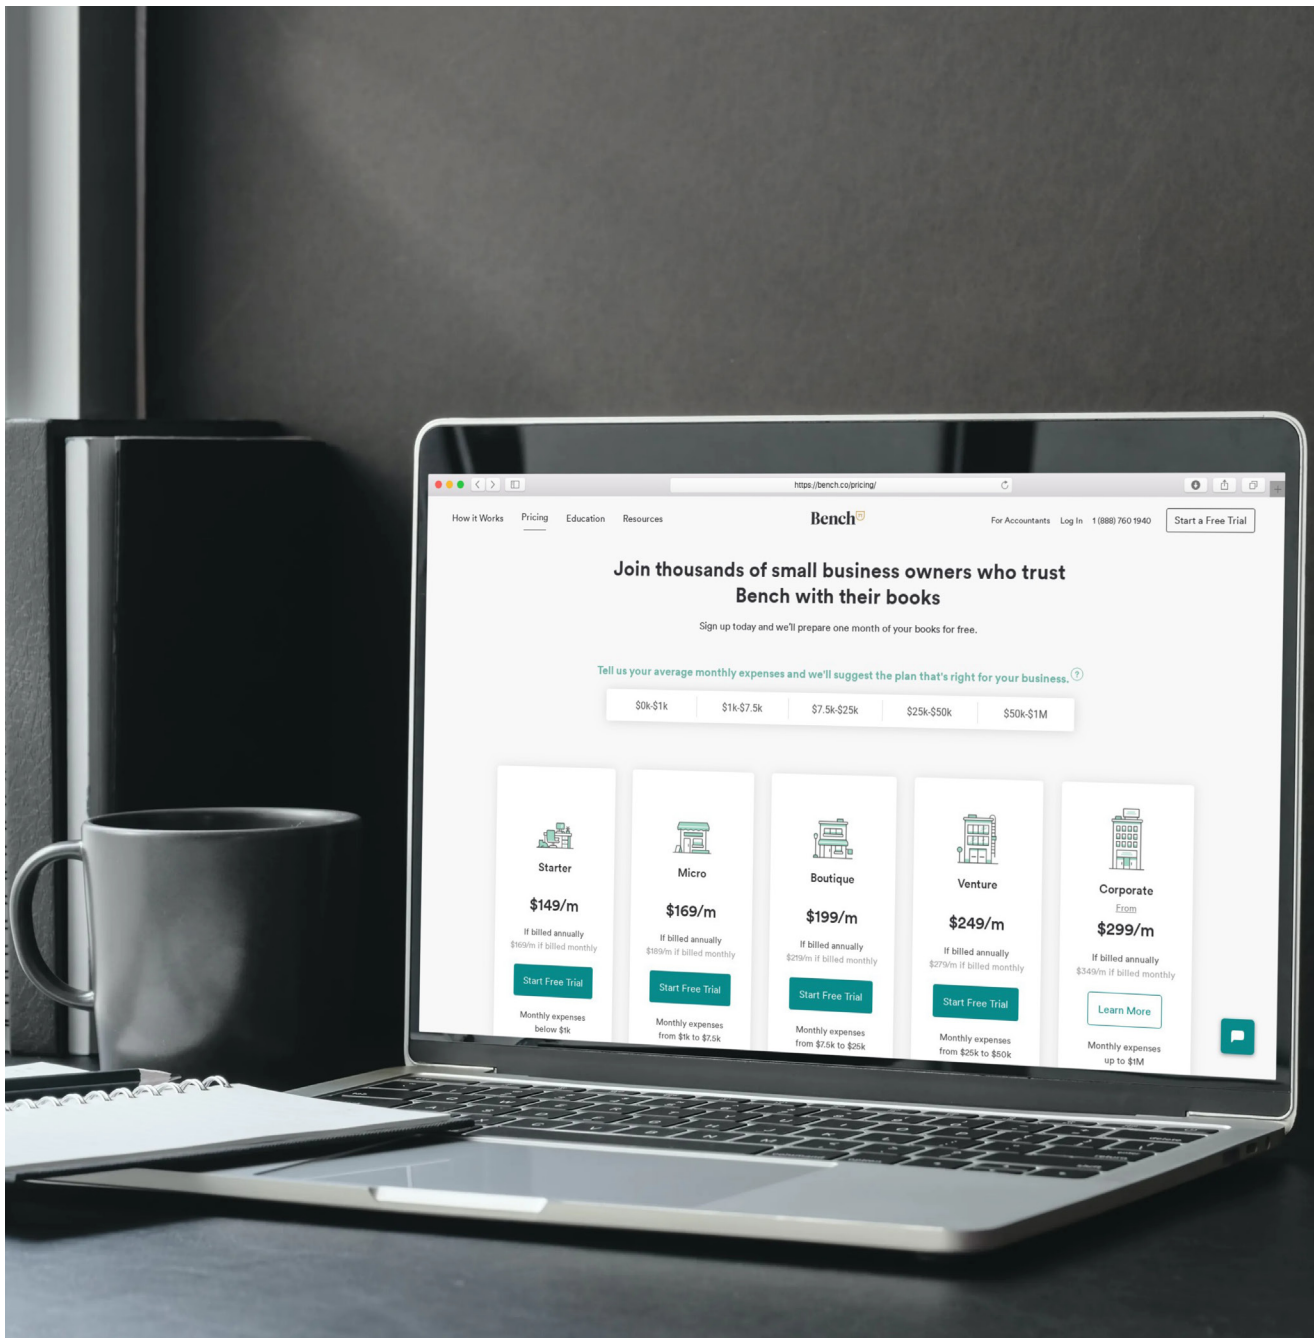 https://bench.co/pricing/
How it Works Pricing Education Resources Bench For Accountants Log In 1 (888) 760 1940 Start a Free Trial
Join thousands of small business owners who trust
Bench with their books
Sign up today and we'll prepare one month of your books for free.
Tell us your average monthly expenses and we'll suggest the plan that's right for your business. ?
$0k-$1k $1k-$7.5k $7.5k-$25k $25k-$50k $50k-$1M
Starter
$149/m
If billed annually
$169/m if billed monthly
Start Free Trial
Monthly expenses
below $1k
Micro
$169/m
If billed annually
$189/m if billed monthly
Start Free Trial
Monthly expenses
from $1k to $7.5k
Boutique
$199/m
If billed annually
$219/m if billed monthly
Start Free Trial
Monthly expenses
from $7.5k to $25k
Venture
$249/m
If billed annually
$279/m if billed monthly
Start Free Trial
Monthly expenses
from $25k to $50k
Corporate
From
$299/m
If billed annually
$349/m if billed monthly
Learn More
Monthly expenses
up to $1M